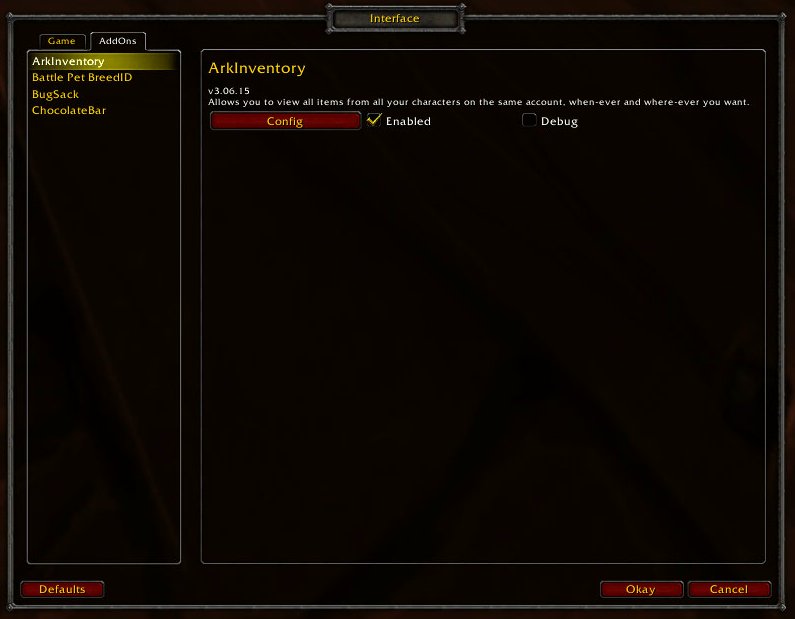 Interface
Game
AddOns
ArkInventory
Battle Pet BreedID
BugSack
ChocolateBar
ArkInventory
v3.06.15
Allows you to view all items from all your characters on the same account, when-ever and where-ever you want.
Config
Enabled
Debug
Defaults
Okay
Cancel